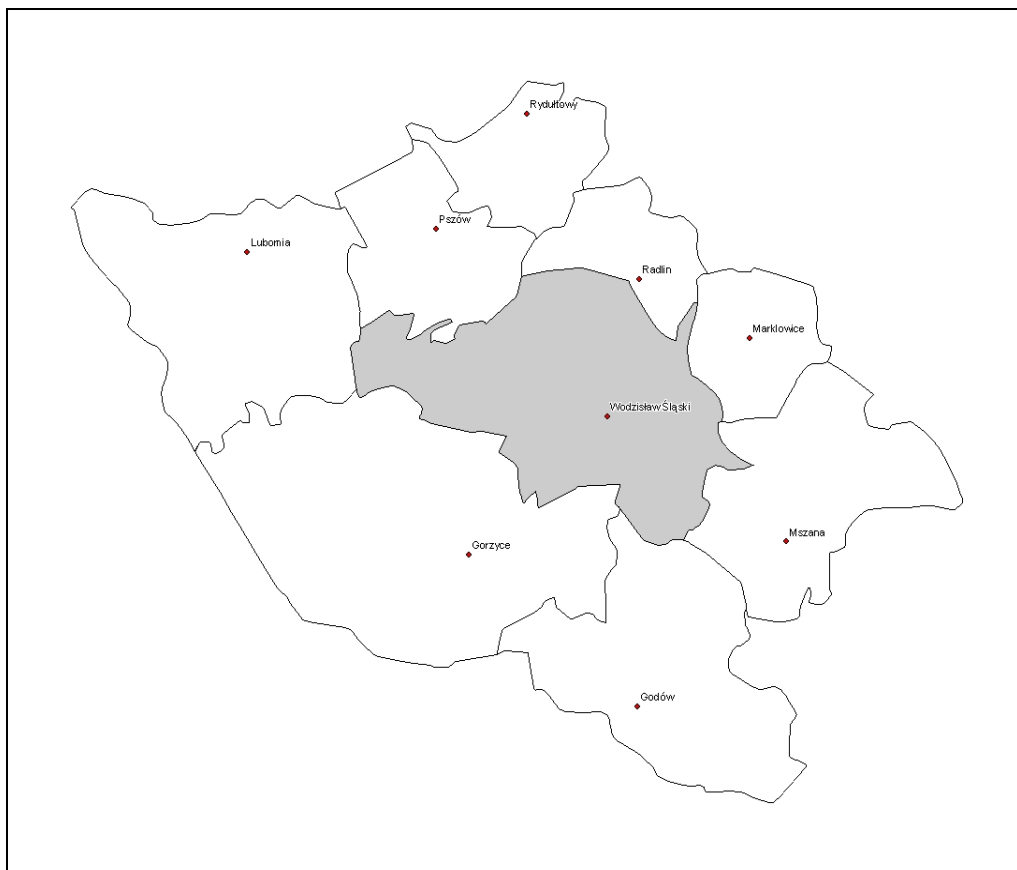 Rydułtowy
Pszów
Lubomia
Radlin
Marklowice
Wodzisław Śląski
Mszana
Gorzyce
Godów